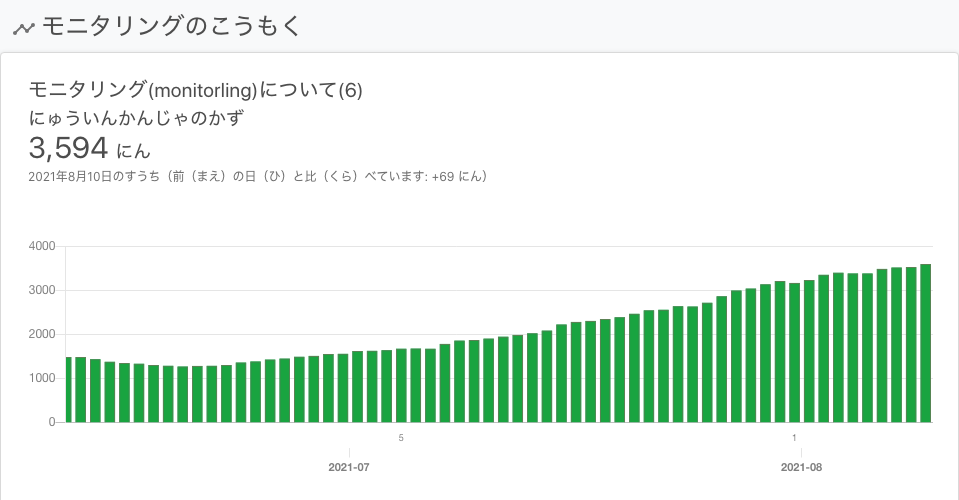 モニタリングのこうもく
モニタリング(monitorling)について(6)
にゅういんかんじゃのかず
3,594 にん
2021年8月10日のすうち（前（まえ）の日（ひ）と比（くら）べています: +69 にん）
4000
3000
2000
1000
0
5
1
2021-07
2021-08